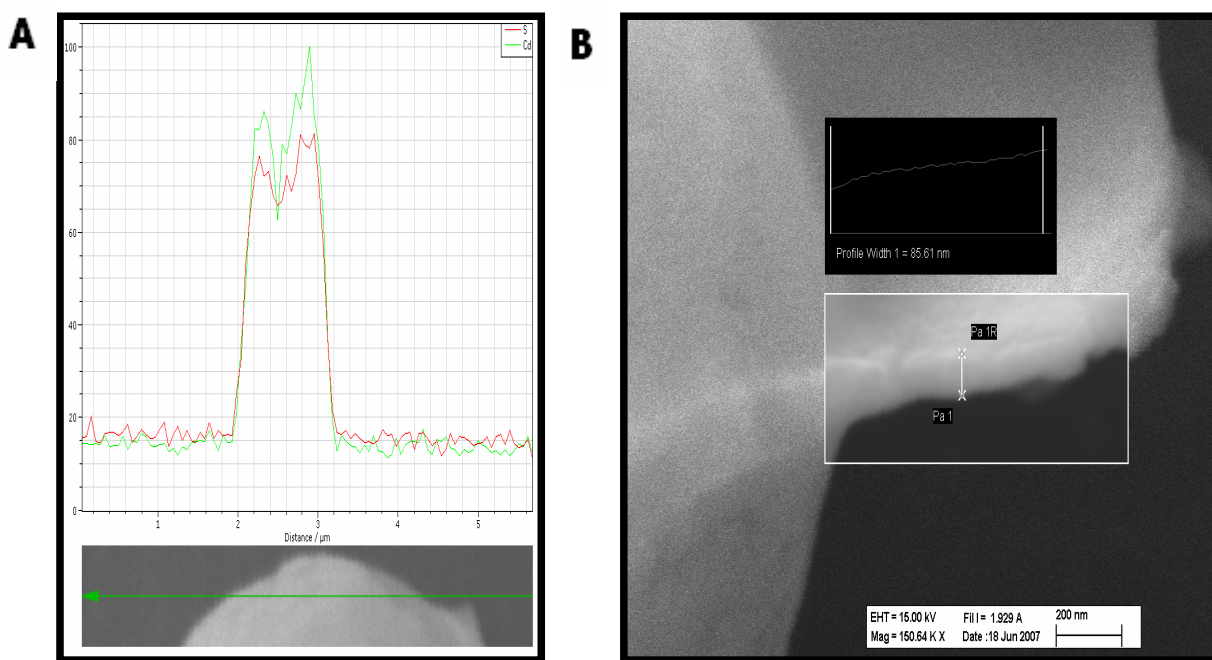 A
S
Cd
100
80
60
40
20
0
1
2
3
4
5
Distance / µm
B
Profile Width 1 = 85.61 nm
Pa 1R
Pa 1
EHT = 15.00 kV Fil I = 1.929 A 200 nm
Mag = 150.64 K X Date :18 Jun 2007